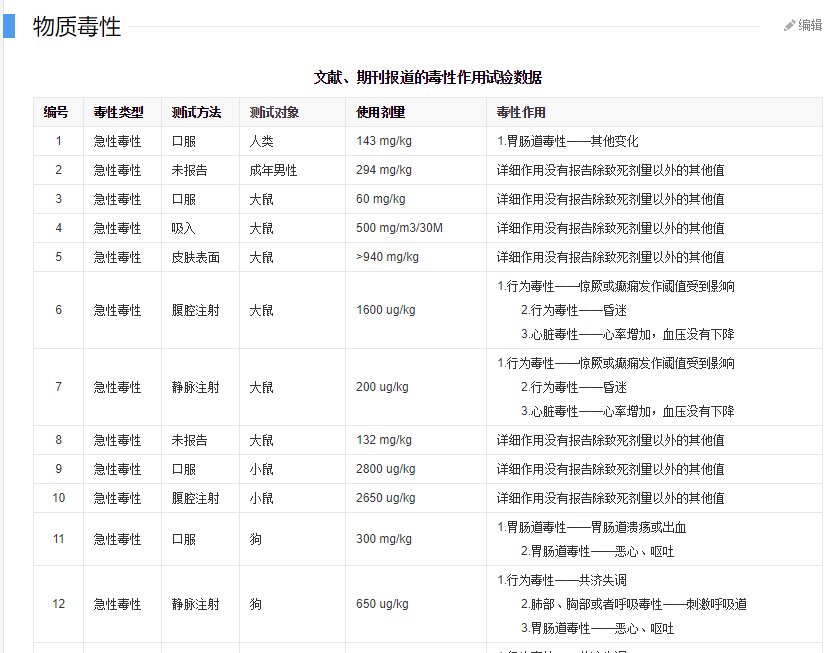 物质毒性
编辑
文献、期刊报道的毒性作用试验数据
编号 毒性类型 测试方法 测试对象 使用剂量 毒性作用
1 急性毒性 口服 人类 143 mg/kg 1.胃肠道毒性——其他变化
2 急性毒性 未报告 成年男性 294 mg/kg 详细作用没有报告除致死剂量以外的其他值
3 急性毒性 口服 大鼠 60 mg/kg 详细作用没有报告除致死剂量以外的其他值
4 急性毒性 吸入 大鼠 500 mg/m3/30M 详细作用没有报告除致死剂量以外的其他值
5 急性毒性 皮肤表面 大鼠 >940 mg/kg 详细作用没有报告除致死剂量以外的其他值
6 急性毒性 腹腔注射 大鼠 1600 ug/kg 1.行为毒性——惊厥或癫痫发作阈值受到影响
2.行为毒性——昏迷
3.心脏毒性——心率增加，血压没有下降
7 急性毒性 静脉注射 大鼠 200 ug/kg 1.行为毒性——惊厥或癫痫发作阈值受到影响
2.行为毒性——昏迷
3.心脏毒性——心率增加，血压没有下降
8 急性毒性 未报告 大鼠 132 mg/kg 详细作用没有报告除致死剂量以外的其他值
9 急性毒性 口服 小鼠 2800 ug/kg 详细作用没有报告除致死剂量以外的其他值
10 急性毒性 腹腔注射 小鼠 2650 ug/kg 详细作用没有报告除致死剂量以外的其他值
11 急性毒性 口服 狗 300 mg/kg 1.胃肠道毒性——胃肠道溃疡或出血
2.胃肠道毒性——恶心、呕吐
12 急性毒性 静脉注射 狗 650 ug/kg 1.行为毒性——共济失调
2.肺部、胸部或者呼吸毒性——刺激呼吸道
3.胃肠道毒性——恶心、呕吐